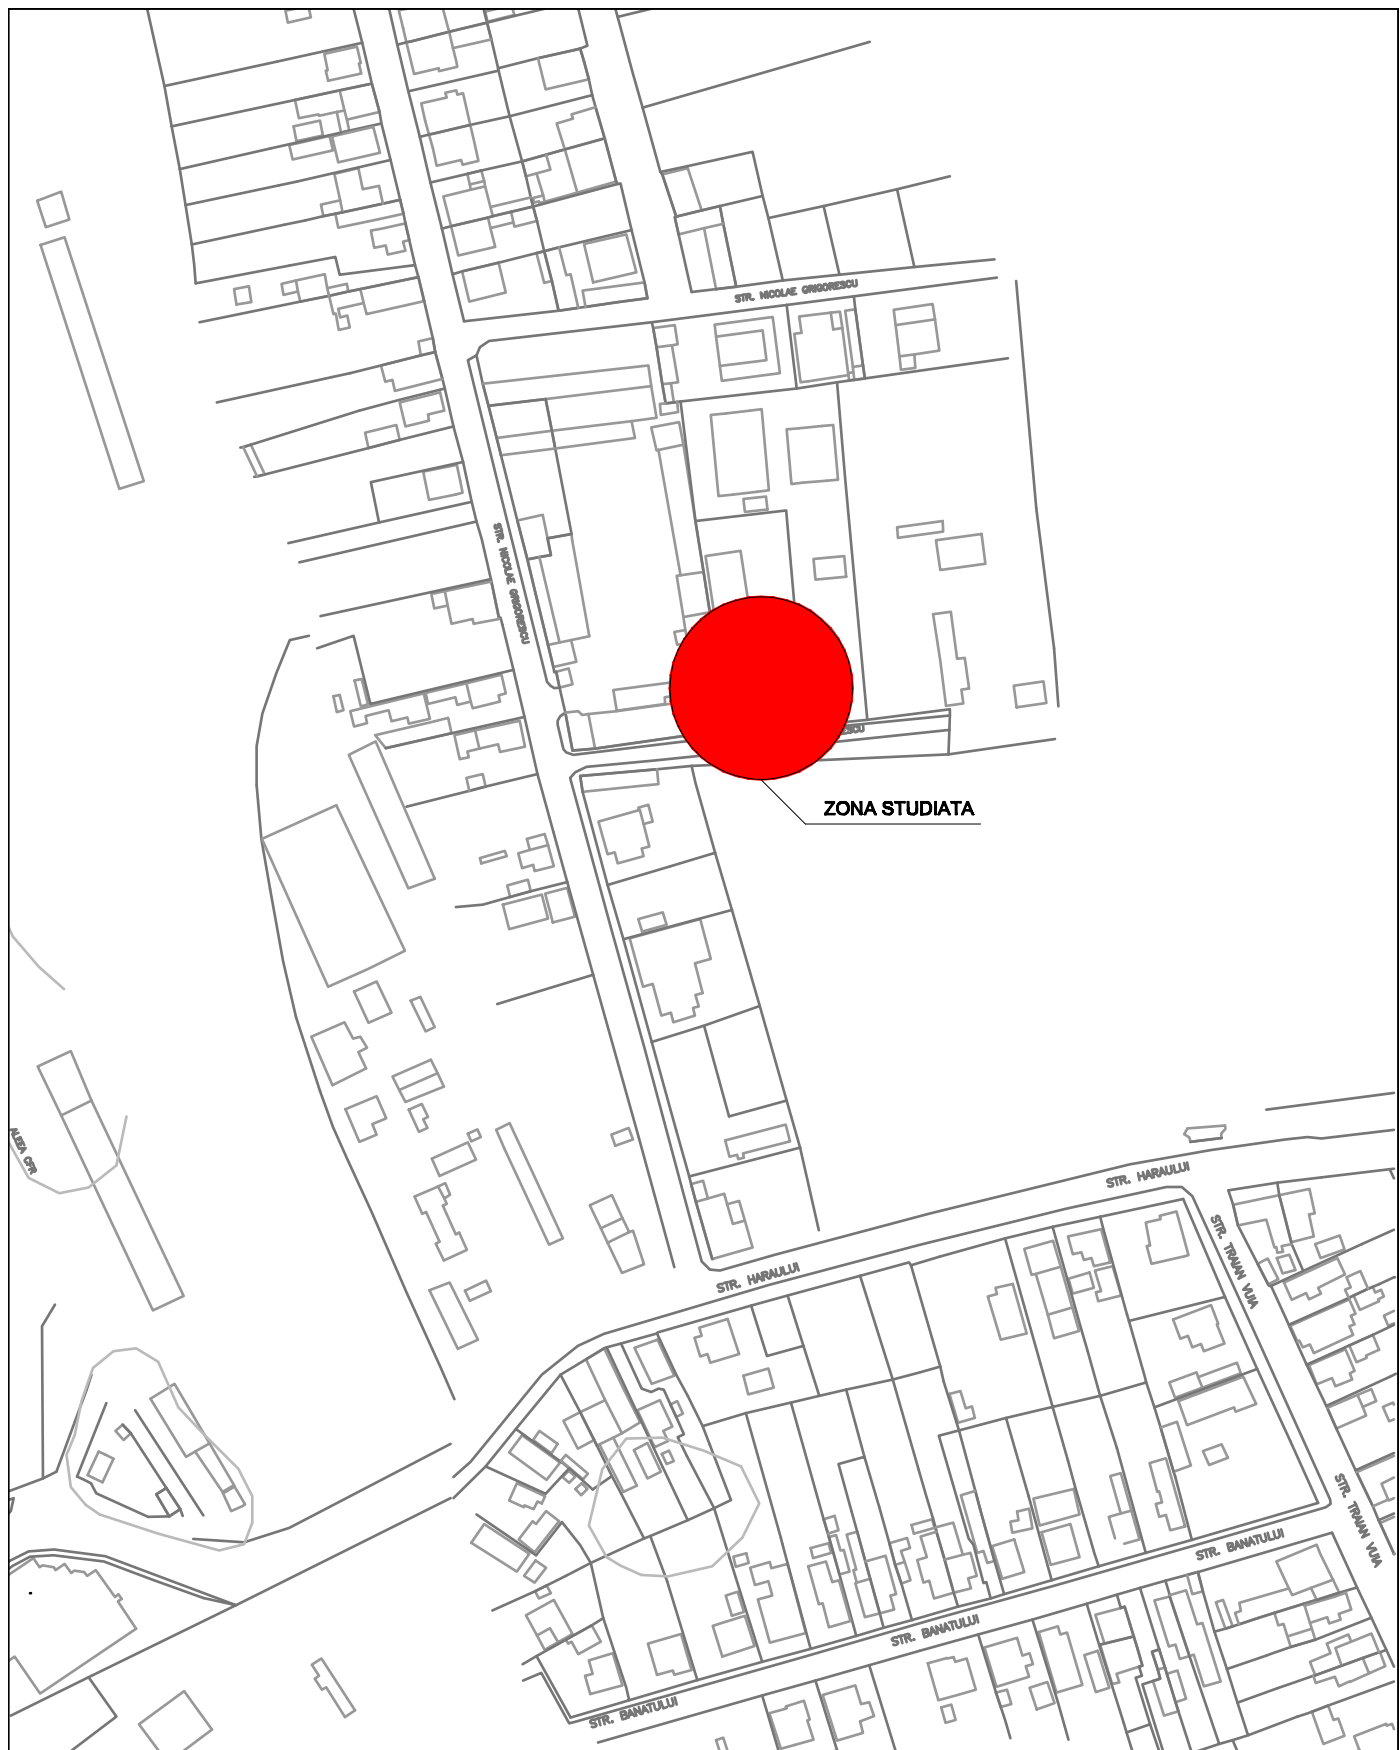 STR. NICOLAE GRIGORESCU
STR. NICOLAE GRIGORESCU
ESCU
ZONA STUDIATA
ALEEA CFR
STR. HARAULUI
STR. HARAULUI
STR. TRAIAN VUIA
STR. TRAIAN VUIA
STR. BANATULUI
STR. BANATULUI
STR. BANATULUI